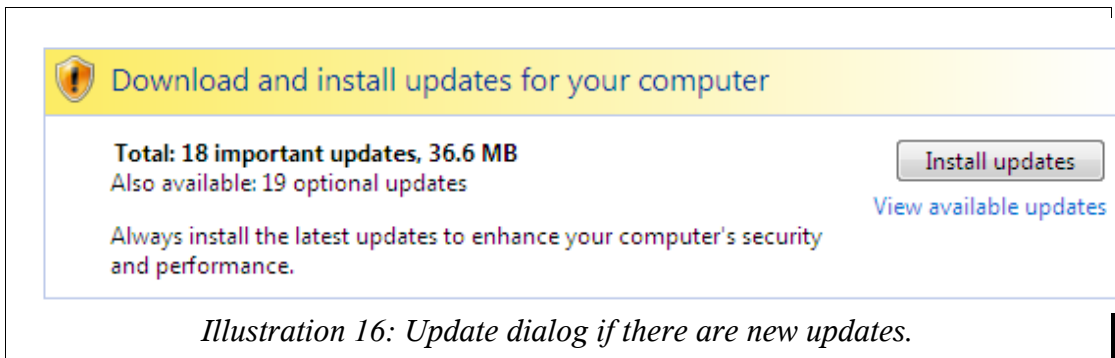 Download and install updates for your computer
Total: 18 important updates, 36.6 MB
Install updates
Also available: 19 optional updates
View available updates
Always install the latest updates to enhance your computer's security
and performance.
Illustration 16: Update dialog if there are new updates.